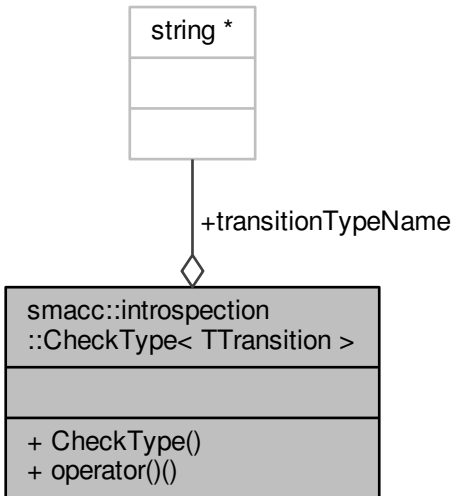 string *
+transitionTypeName
smacc::introspection
::CheckType< TTransition >
+ CheckType()
+ operator()()